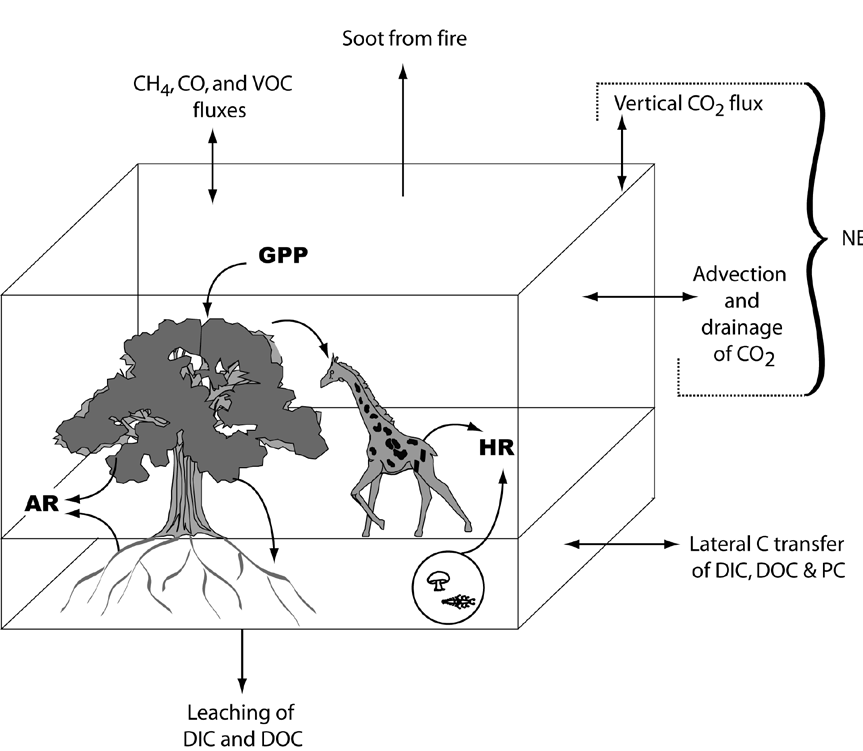 Soot from fire
CH4, CO, and VOC
fluxes
Vertical CO2 flux
GPP
NE
Advection
and
drainage
of CO2
HR
AR
Lateral C transfer
of DIC, DOC & PC
Leaching of
DIC and DOC